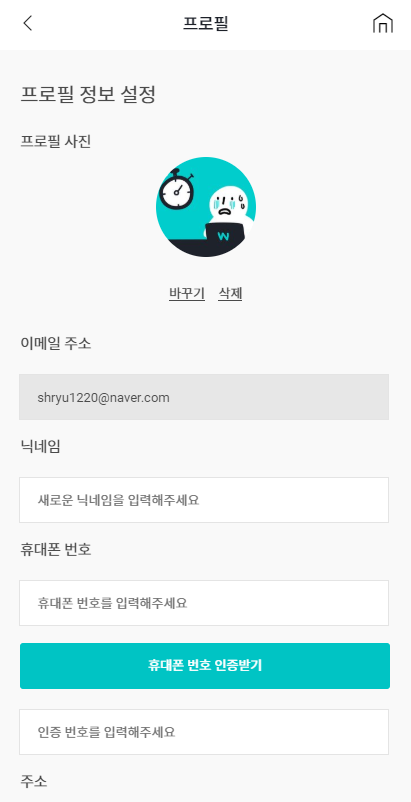 프로필
프로필 정보 설정
프로필 사진
바꾸기 삭제
이메일 주소
shryu1220@naver.com
닉네임
새로운 닉네임을 입력해주세요
휴대폰 번호
휴대폰 번호를 입력해주세요
휴대폰 번호 인증받기
인증 번호를 입력해주세요
주소